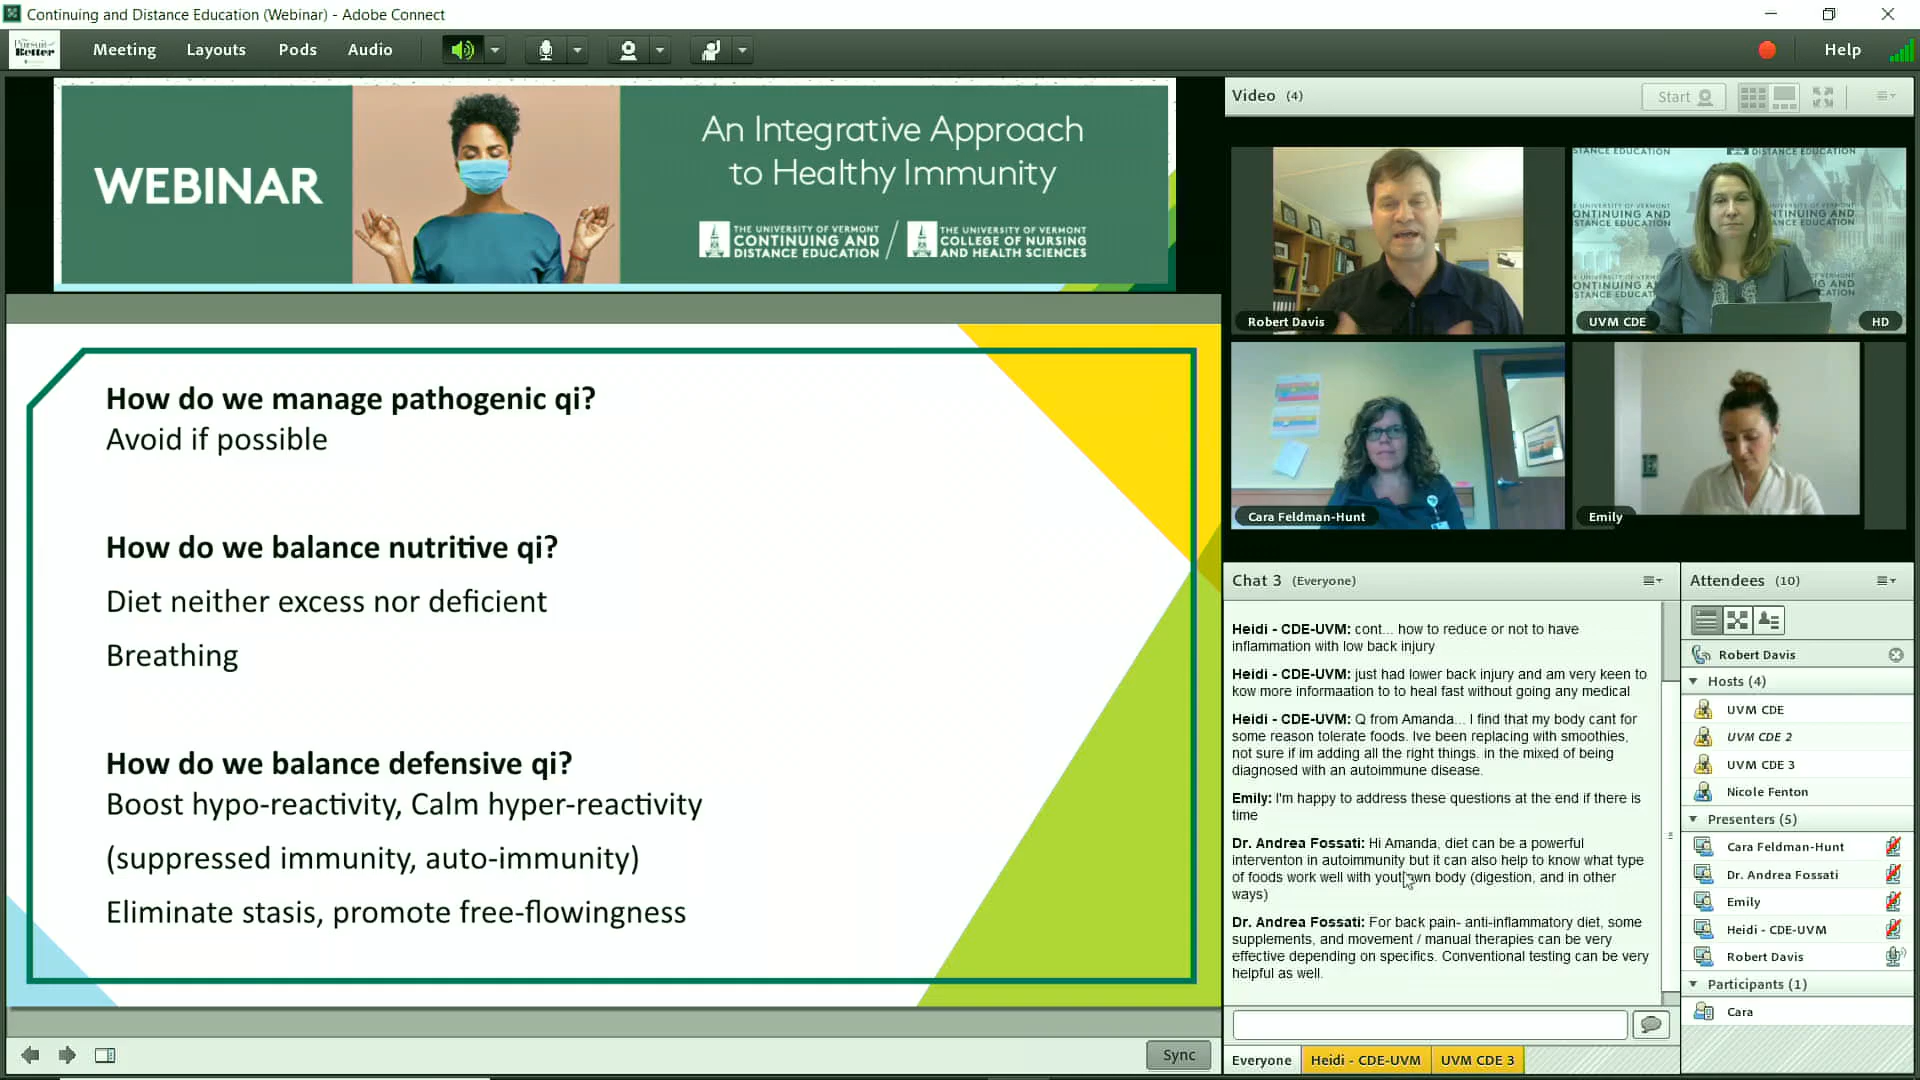 Continuing and Distance Education (Webinar) - Adobe Connect
Pursuit of
Better
Meeting
Layouts
Pods
Audio
Help
WEBINAR
An Integrative Approach
to Healthy Immunity
THE UNIVERSITY OF VERMONT
CONTINUING AND
DISTANCE EDUCATION
THE UNIVERSITY OF VERMONT
COLLEGE OF NURSING
AND HEALTH SCIENCES
How do we manage pathogenic qi?
Avoid if possible
How do we balance nutritive qi?
Diet neither excess nor deficient
Breathing
How do we balance defensive qi?
Boost hypo-reactivity, Calm hyper-reactivity
(suppressed immunity, auto-immunity)
Eliminate stasis, promote free-flowingness
Sync
Video (4)
Start
Robert Davis
UVM CDE
HD
Cara Feldman-Hunt
Emily
Chat 3 (Everyone)
Heidi - CDE-UVM: cont... how to reduce or not to have
inflammation with low back injury
Heidi - CDE-UVM: just had lower back injury and am very keen to
kow more informaation to to heal fast without going any medical
Heidi - CDE-UVM: Q from Amanda... I find that my body cant for
some reason tolerate foods. Ive been replacing with smoothies,
not sure if im adding all the right things. in the mixed of being
diagnosed with an autoimmune disease.
Emily: I'm happy to address these questions at the end if there is
time
Dr. Andrea Fossati: Hi Amanda, diet can be a powerful
interventon in autoimmunity but it can also help to know what type
of foods work well with yout own body (digestion, and in other
ways)
Dr. Andrea Fossati: For back pain- anti-inflammatory diet, some
supplements, and movement / manual therapies can be very
effective depending on specifics. Conventional testing can be very
helpful as well.
Everyone
Heidi - CDE-UVM
UVM CDE 3
Attendees (10)
Robert Davis
Hosts (4)
UVM CDE
UVM CDE 2
UVM CDE 3
Nicole Fenton
Presenters (5)
Cara Feldman-Hunt
Dr. Andrea Fossati
Emily
Heidi - CDE-UVM
Robert Davis
Participants (1)
Cara